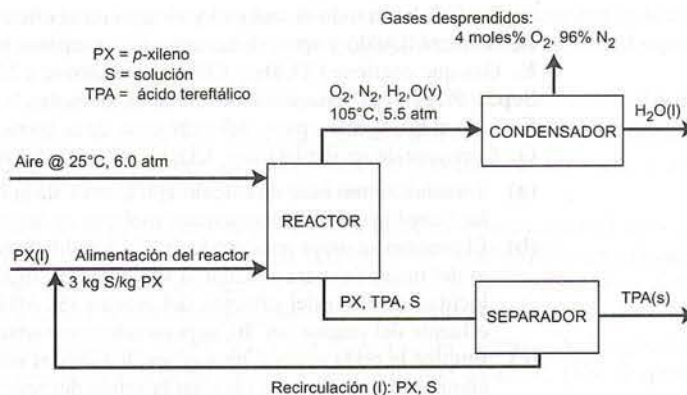 Gases desprendidos:
4 moles% O₂, 96% N₂
PX = p-xileno
S = solución
TPA = ácido tereftálico
O₂, N₂, H₂O(v)
105°C, 5.5 atm
H₂O(l)
CONDENSADOR
Aire @ 25°C, 6.0 atm
REACTOR
PX(l) Alimentación del reactor
3 kg S/kg PX
PX, TPA, S
TPA(s)
SEPARADOR
Recirculación (l): PX, S